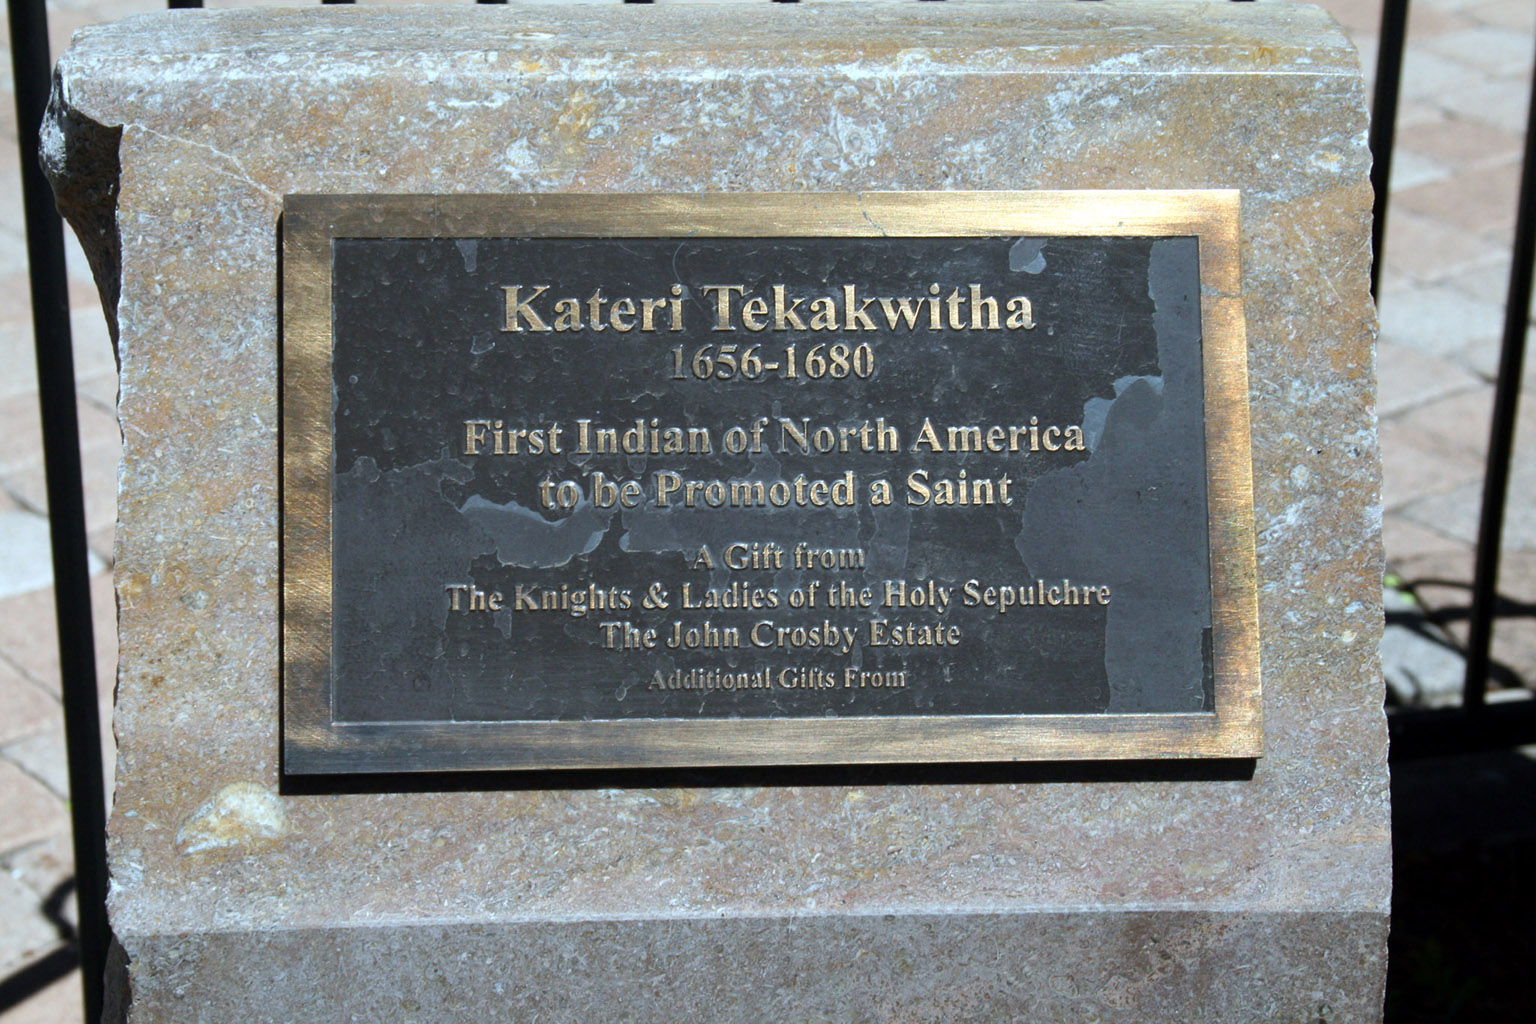 Kateri Tekakwitha
1656-1680
First Indian of North America
to be Promoted a Saint
A Gift from
The Knights & Ladies of the Holy Sepulchre
The John Crosby Estate
Additional Gifts From